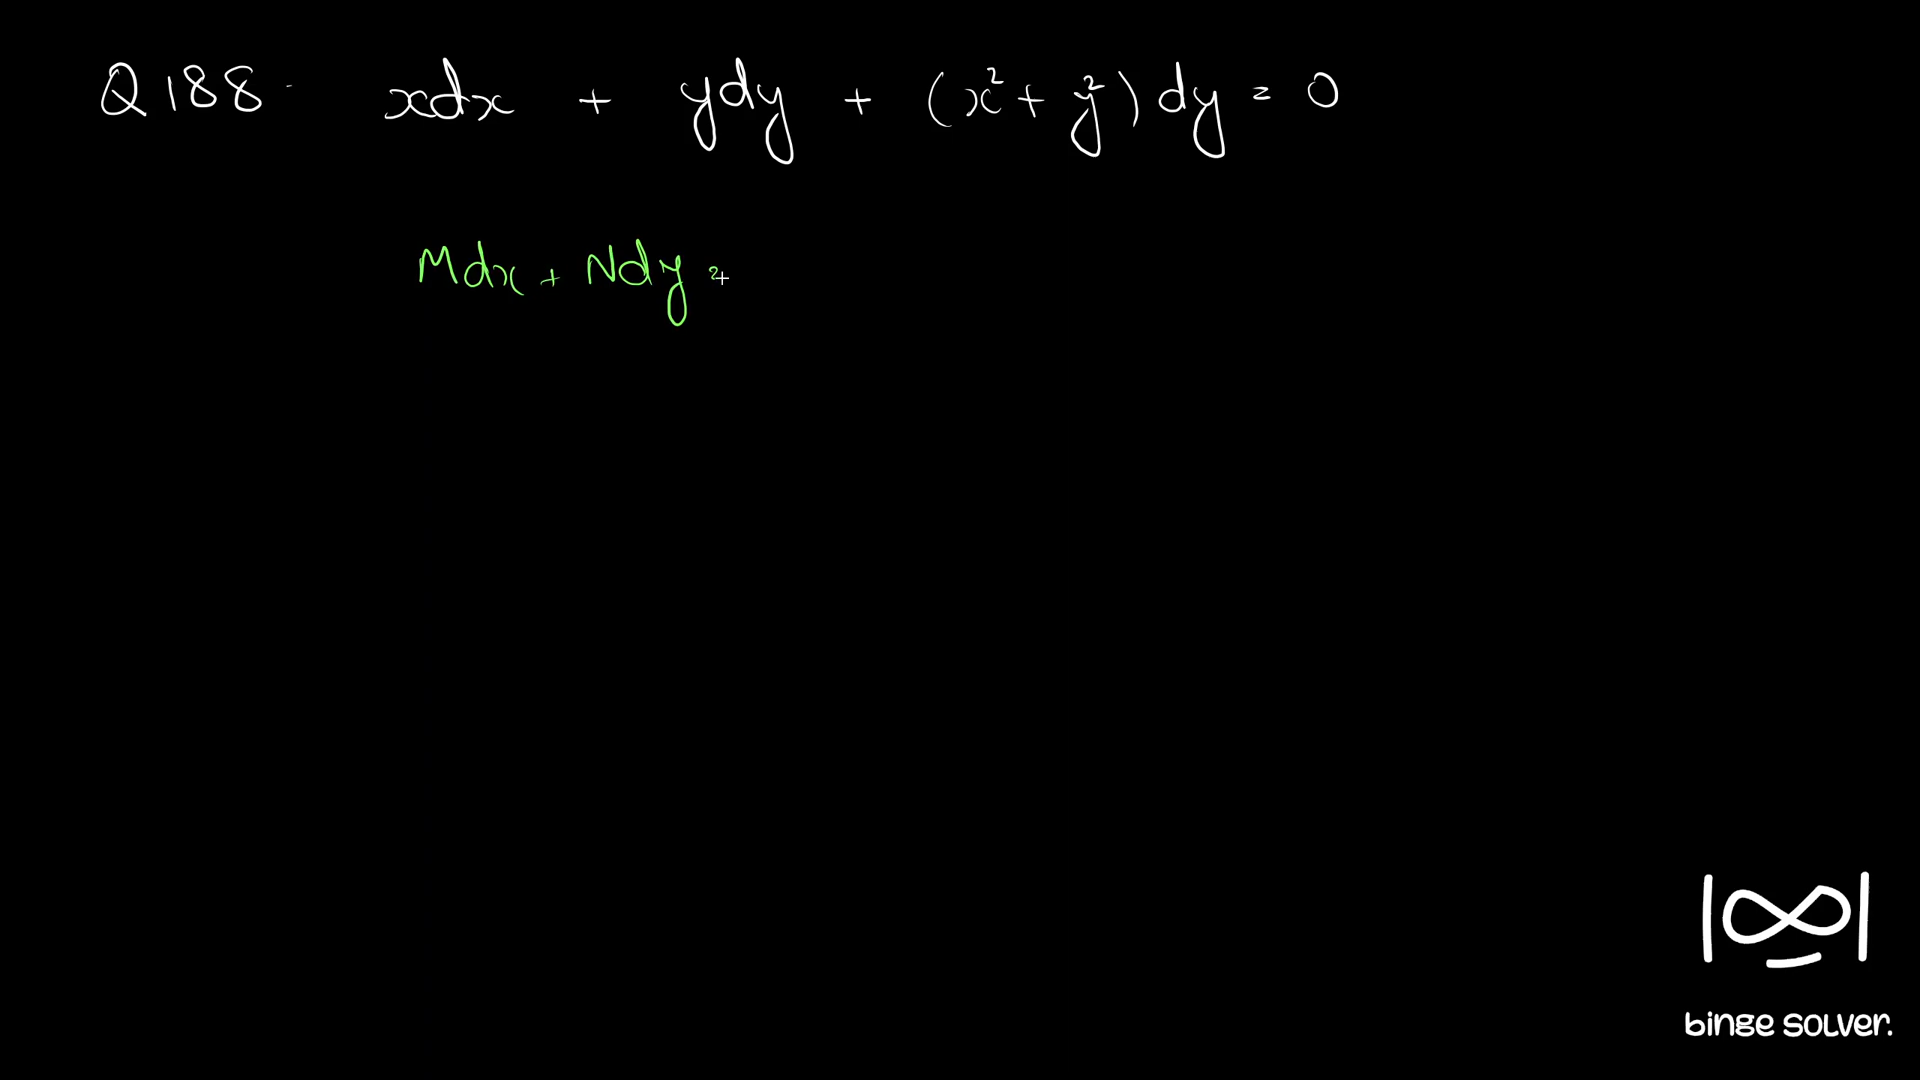 Q188. xdx + ydy + (x² + y²) dy = 0
Mdx + Ndy =
binge solver.